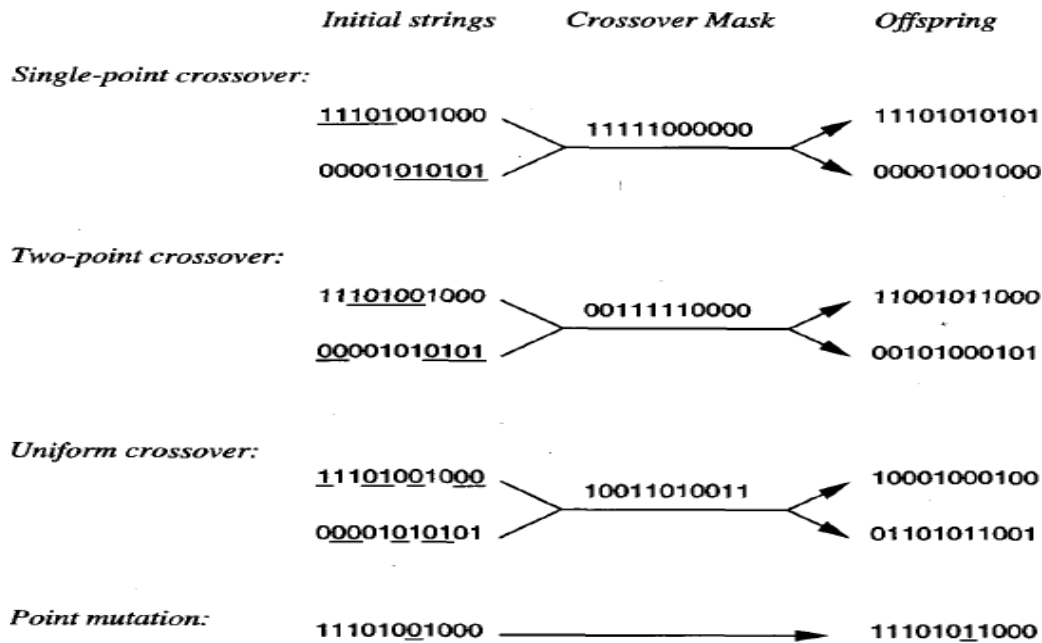 Initial strings Crossover Mask Offspring
Single-point crossover:
11101001000 11111000000 11101010101
00001010101 00001001000
Two-point crossover:
11101001000 00111110000 11001011000
00001010101 00101000101
Uniform crossover:
11101001000 10011010011 10001000100
00001010101 01101011001
Point mutation:
11101001000 11101011000